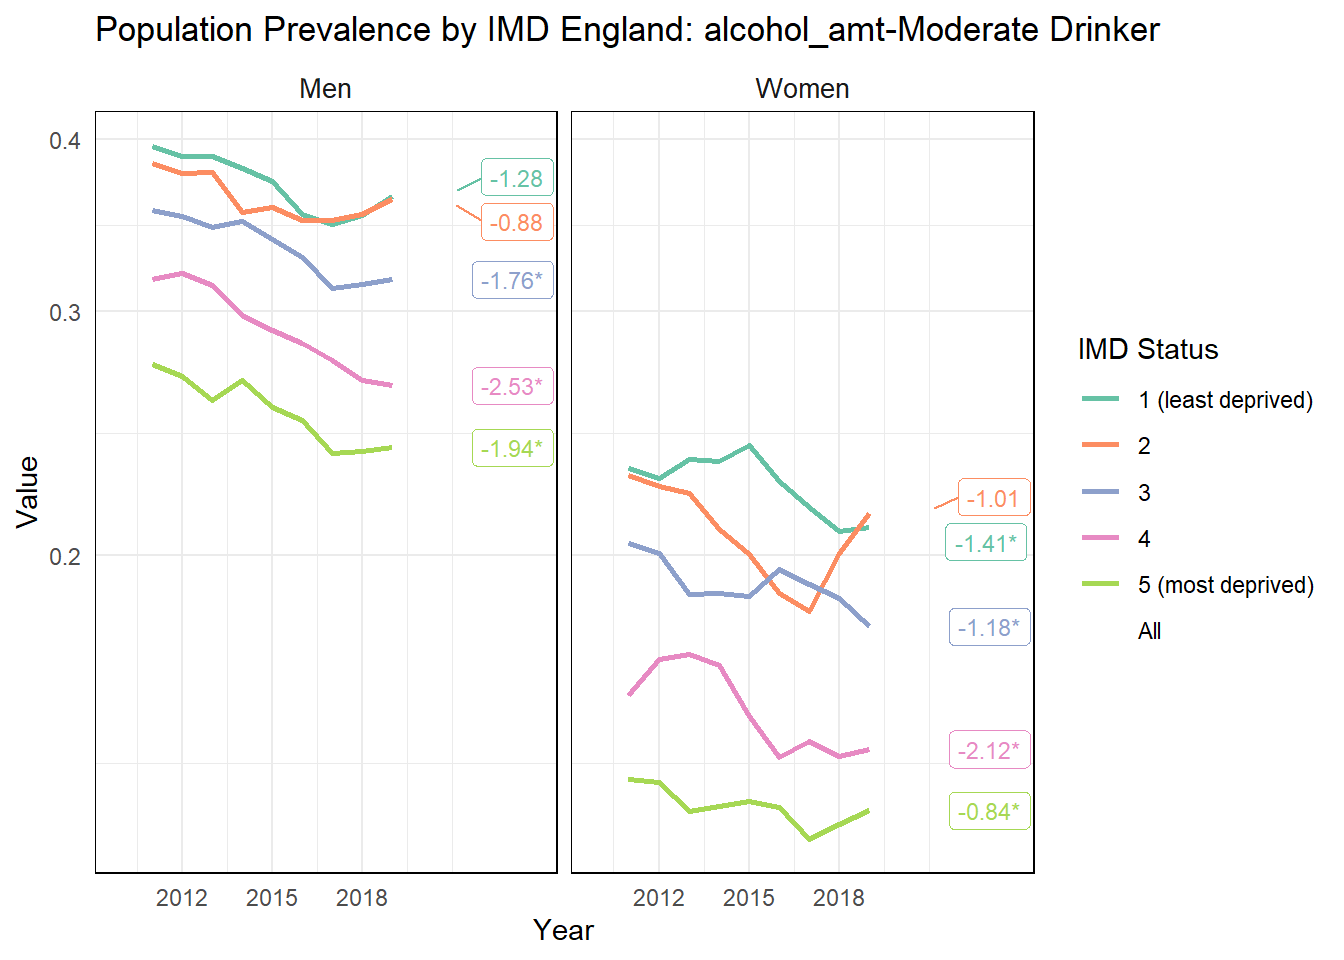 Population Prevalence by IMD England: alcohol_amt-Moderate Drinker
Men
Women
Value
0.4
0.3
0.2
-1.28
-0.88
-1.76*
-2.53*
-1.94*
-1.01
-1.41*
-1.18*
-2.12*
-0.84*
2012 2015 2018
2012 2015 2018
Year
IMD Status
1 (least deprived)
2
3
4
5 (most deprived)
All